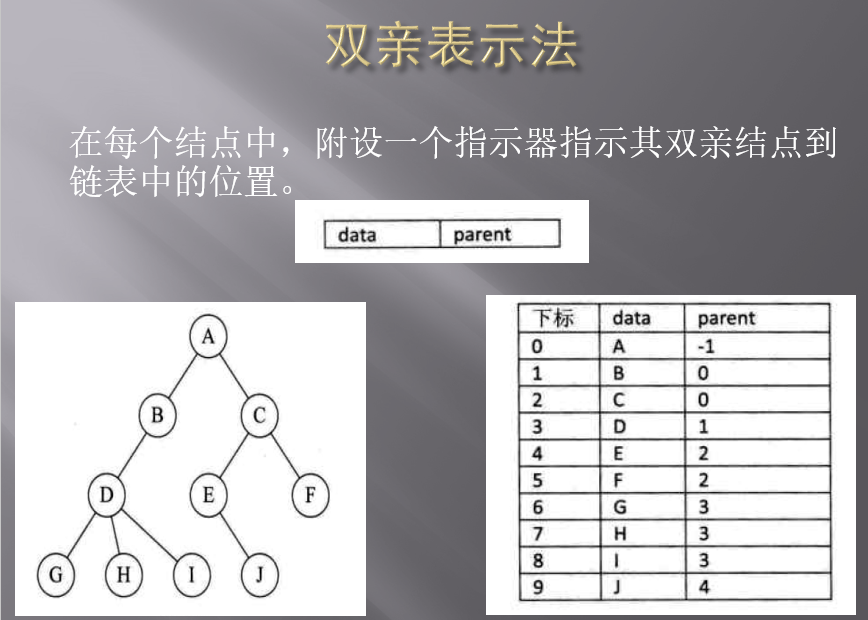 双亲表示法
在每个结点中，附设一个指示器指示其双亲结点到
链表中的位置。
data parent
A
B C
D E F
G H I J
下标 data parent
0 A -1
1 B 0
2 C 0
3 D 1
4 E 2
5 F 2
6 G 3
7 H 3
8 I 3
9 J 4